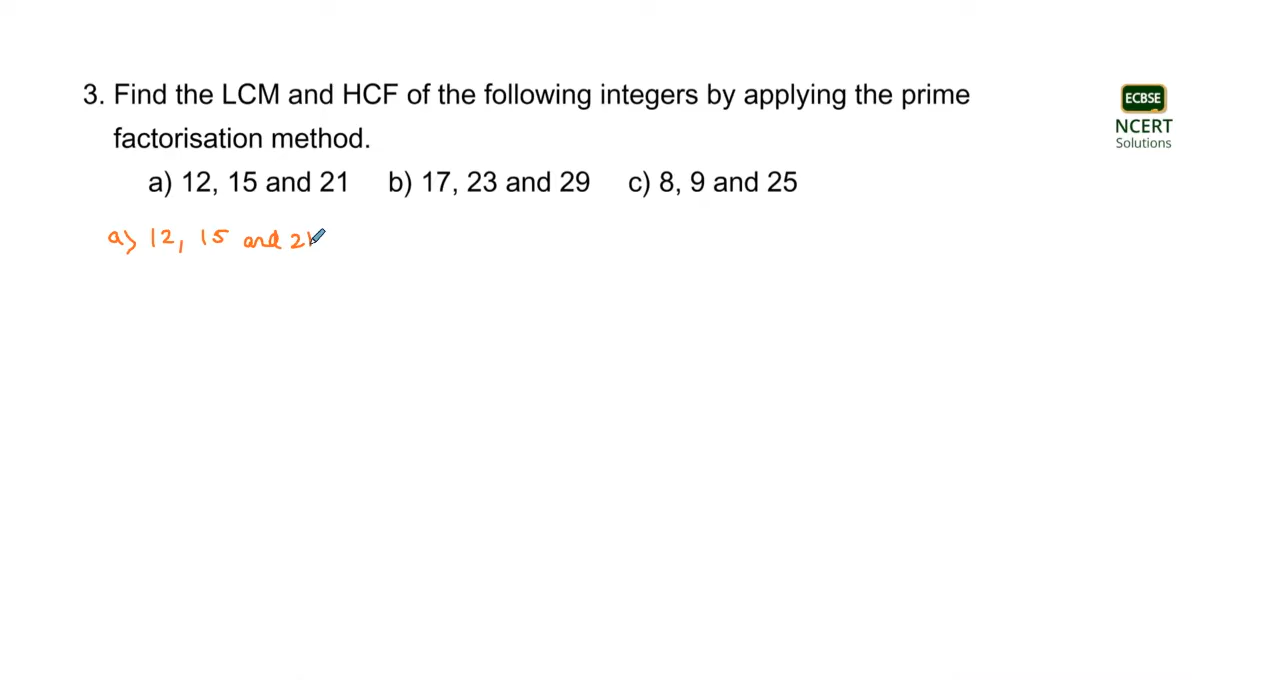 3. Find the LCM and HCF of the following integers by applying the prime
factorisation method.
a) 12, 15 and 21 b) 17, 23 and 29 c) 8, 9 and 25
a) 12, 15 and 21
ECBSE
NCERT
Solutions